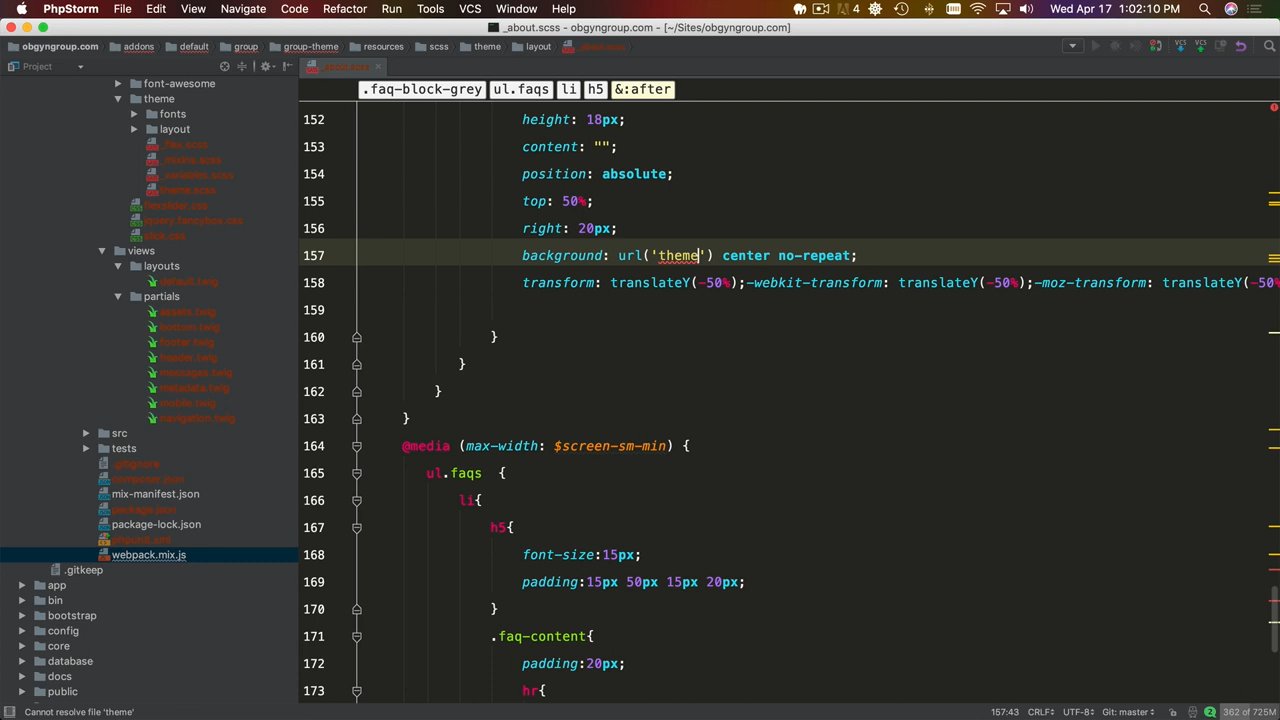 PhpStorm File Edit View Navigate Code Refactor Run Tools VCS Window Help 4 Wed Apr 17 1:02:10 PM
_about.scss - obgyngroup.com [~/Sites/obgyngroup.com]
obgyngroup.com addons default group group-theme resources scss theme layout _about.scss
Project _about.scss
.faq-block-grey ul.faqs li h5 &:after
font-awesome
theme
fonts
layout
_flex.scss
_mixins.scss
_variables.scss
theme.scss
flexslider.css
jquery.fancybox.css
slick.css
views
layouts
default.twig
partials
assets.twig
bottom.twig
footer.twig
header.twig
messages.twig
metadata.twig
mobile.twig
navigation.twig
src
tests
.gitignore
composer.json
mix-manifest.json
package.json
package-lock.json
phpunit.xml
webpack.mix.js
.gitkeep
app
bin
bootstrap
config
core
database
docs
public
152 height: 18px;
153 content: "";
154 position: absolute;
155 top: 50%;
156 right: 20px;
157 background: url('theme') center no-repeat;
158 transform: translateY(-50%);-webkit-transform: translateY(-50%);-moz-transform: translateY(-50%
159
160 }
161 }
162 }
163 }
164 @media (max-width: $screen-sm-min) {
165 ul.faqs {
166 li{
167 h5{
168 font-size:15px;
169 padding:15px 50px 15px 20px;
170 }
171 .faq-content{
172 padding:20px;
173 hr{
Cannot resolve file 'theme' 157:43 CRLF UTF-8 Git: master 2 362 of 725M